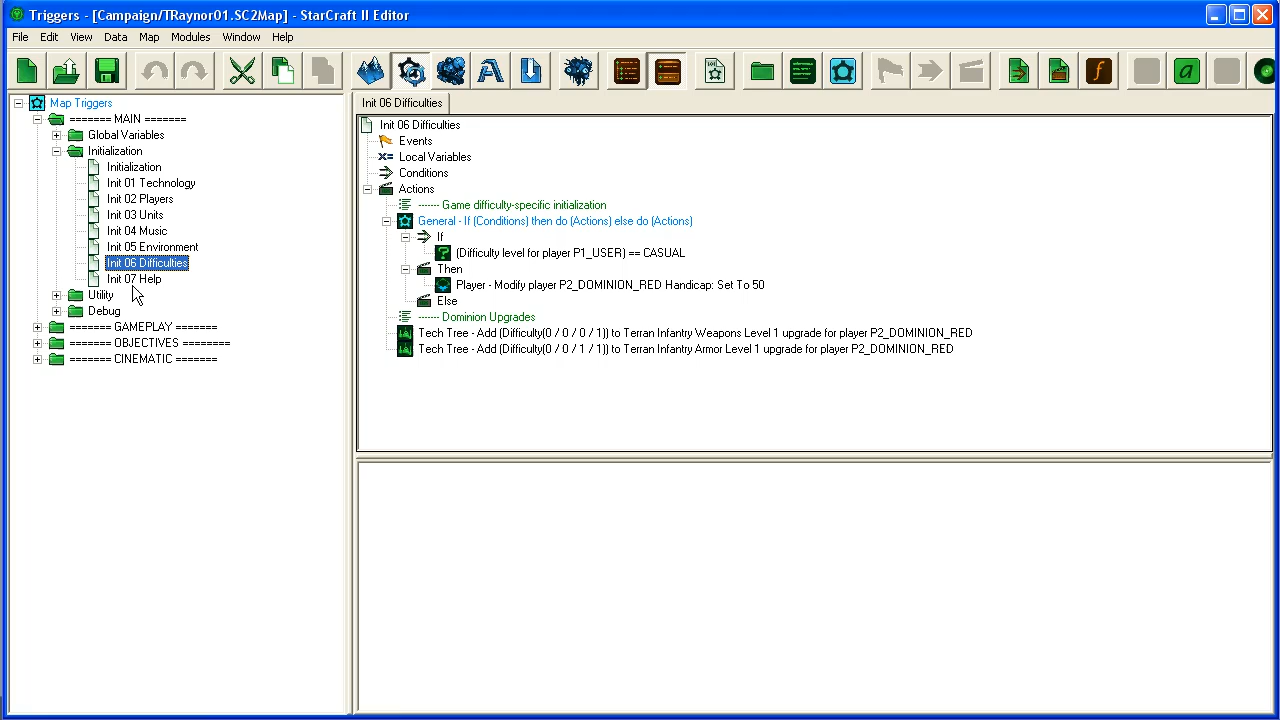 Triggers - [Campaign/TRaynor01.SC2Map] - StarCraft II Editor
File Edit View Data Map Modules Window Help
Map Triggers
======= MAIN =======
Global Variables
Initialization
Initialization
Init 01 Technology
Init 02 Players
Init 03 Units
Init 04 Music
Init 05 Environment
Init 06 Difficulties
Init 07 Help
Utility
Debug
======= GAMEPLAY =======
======= OBJECTIVES ========
======= CINEMATIC =======
Init 06 Difficulties
Init 06 Difficulties
Events
Local Variables
Conditions
Actions
------- Game difficulty-specific initialization
General - If (Conditions) then do (Actions) else do (Actions)
If
(Difficulty level for player P1_USER) == CASUAL
Then
Player - Modify player P2_DOMINION_RED Handicap: Set To 50
Else
------- Dominion Upgrades
Tech Tree - Add (Difficulty(0 / 0 / 0 / 1)) to Terran Infantry Weapons Level 1 upgrade for player P2_DOMINION_RED
Tech Tree - Add (Difficulty(0 / 0 / 1 / 1)) to Terran Infantry Armor Level 1 upgrade for player P2_DOMINION_RED